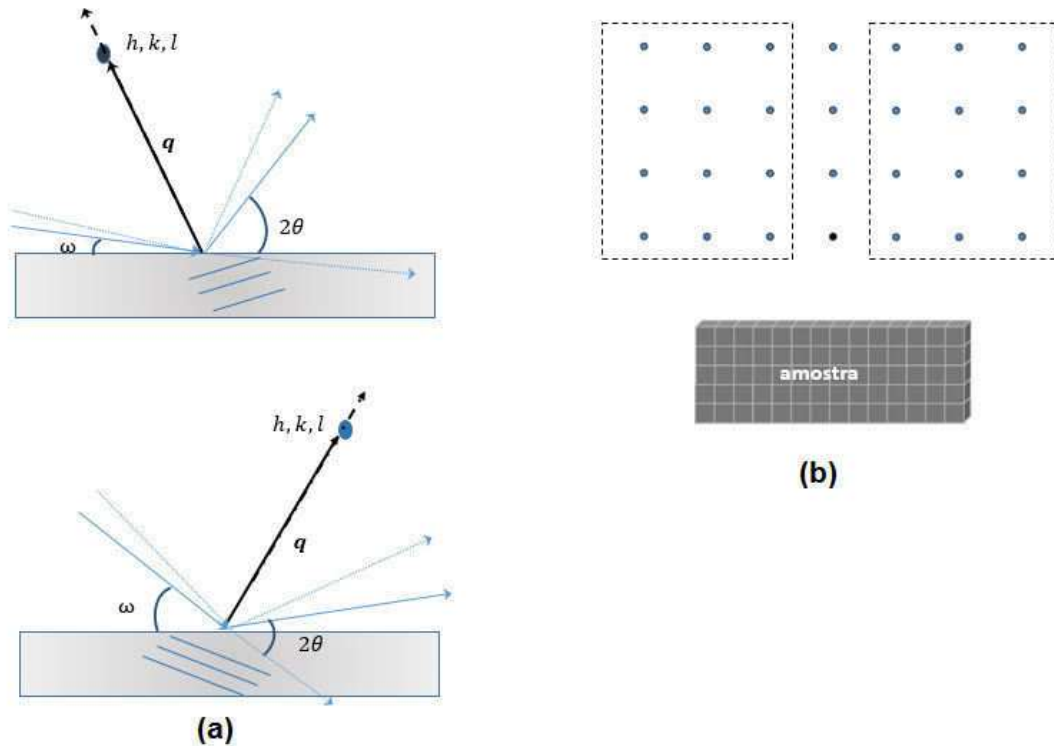 h, k, l
q
ω
2θ
h, k, l
q
ω
2θ
(a)
amostra
(b)